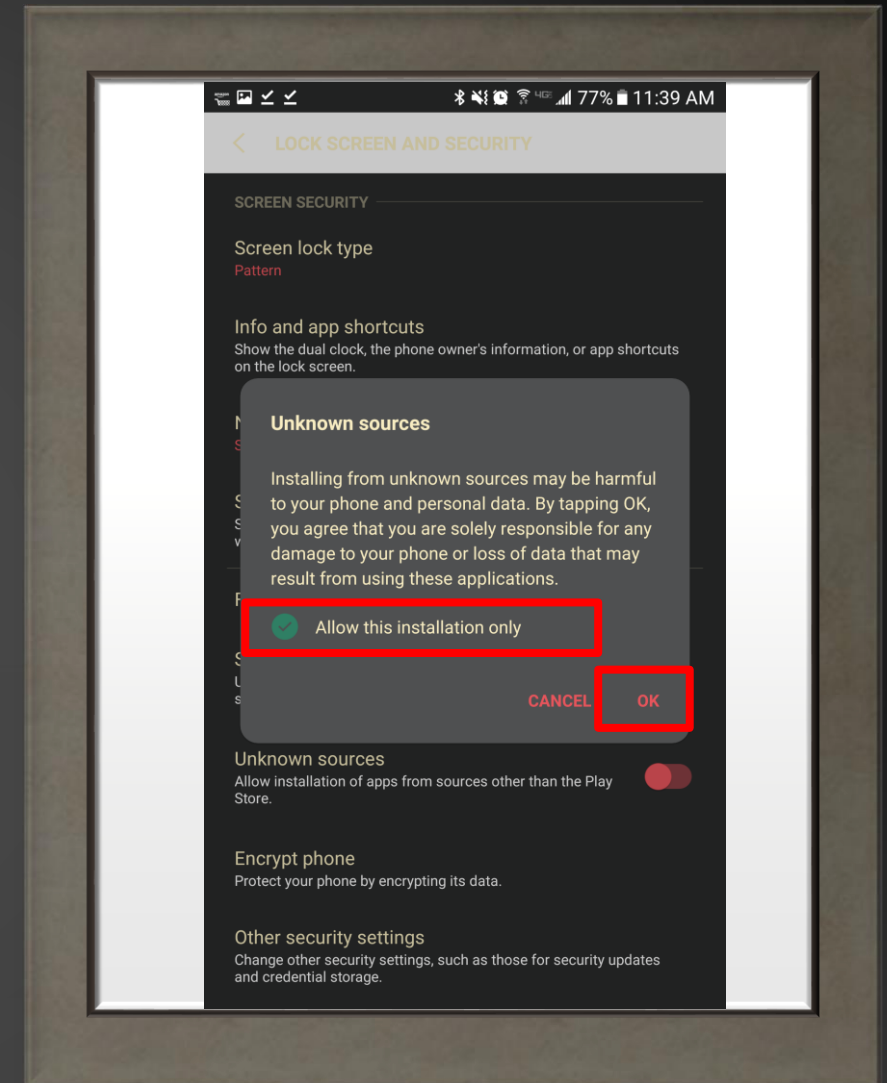 77% 11:39 AM
LOCK SCREEN AND SECURITY
SCREEN SECURITY
Screen lock type
Pattern
Info and app shortcuts
Show the dual clock, the phone owner's information, or app shortcuts
on the lock screen.
Unknown sources
Installing from unknown sources may be harmful
to your phone and personal data. By tapping OK,
you agree that you are solely responsible for any
damage to your phone or loss of data that may
result from using these applications.
Allow this installation only
CANCEL OK
Unknown sources
Allow installation of apps from sources other than the Play
Store.
Encrypt phone
Protect your phone by encrypting its data.
Other security settings
Change other security settings, such as those for security updates
and credential storage.